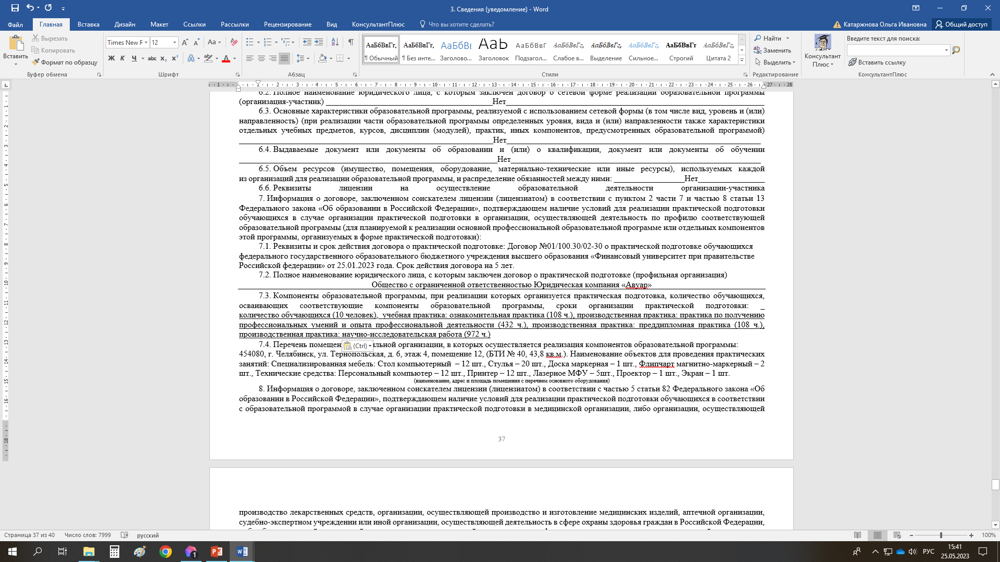 3. Сведения (уведомление) - Word
Файл Главная Вставка Дизайн Макет Ссылки Рассылки Рецензирование Вид КонсультантПлюс Что вы хотите сделать? Катаржнова Ольга Ивановна Общий доступ
Вставить
Вырезать
Копировать
Формат по образцу
Буфер обмена
Times New R 12
Шрифт
Абзац
АаБбВвГг, АаБбВвГг, АаБбВı АаЬ АаБбВвГ АаБбВвГг, АаБбВвГг, АаБбВвГг, АаБбВвГг АаБбВвГг,
¶ Обычный ¶ Без инте... Заголово... Заголовок Подзагол... Слабое в... Выделение Сильное... Строгий Цитата 2
Стили
Найти
Заменить
Выделить
Редактирование
Консультант Плюс
Введите текст для поиска:
Вставить ссылку
КонсультантПлюс
6.2. Полное наименование юридического лица, с которым заключен договор о сетевой форме реализации образовательной программы
(организация-участник) Нет
6.3. Основные характеристики образовательной программы, реализуемой с использованием сетевой формы (в том числе вид, уровень и (или)
направленность) (при реализации части образовательной программы определенных уровня, вида и (или) направленности также характеристики
отдельных учебных предметов, курсов, дисциплин (модулей), практик, иных компонентов, предусмотренных образовательной программой)
Нет
6.4. Выдаваемые документ или документы об образовании и (или) о квалификации, документ или документы об обучении
Нет
6.5. Объем ресурсов (имущество, помещения, оборудование, материально-технические или иные ресурсы), используемых каждой
из организаций для реализации образовательной программы, и распределение обязанностей между ними: Нет
6.6. Реквизиты лицензии на осуществление образовательной деятельности организации-участника
7. Информация о договоре, заключенном соискателем лицензии (лицензиатом) в соответствии с пунктом 2 части 7 и частью 8 статьи 13
Федерального закона «Об образовании в Российской Федерации», подтверждающем наличие условий для реализации практической подготовки
обучающихся в случае организации практической подготовки в организации, осуществляющей деятельность по профилю соответствующей
образовательной программы (для планируемой к реализации основной профессиональной образовательной программе или отдельных компонентов
этой программы, организуемых в форме практической подготовки):
7.1. Реквизиты и срок действия договора о практической подготовке: Договор №01/100.30/02-30 о практической подготовке обучающихся
федерального государственного образовательного бюджетного учреждения высшего образования «Финансовый университет при правительстве
Российской федерации» от 25.01.2023 года. Срок действия договора на 5 лет.
7.2. Полное наименование юридического лица, с которым заключен договор о практической подготовке (профильная организация)
Общество с ограниченной ответственностью Юридическая компания «Авуар»
7.3. Компоненты образовательной программы, при реализации которых организуется практическая подготовка, количество обучающихся,
осваивающих соответствующие компоненты образовательной программы, сроки организации практической подготовки: _
количество обучающихся (10 человек), учебная практика: ознакомительная практика (108 ч.), производственная практика: практика по получению
профессиональных умений и опыта профессиональной деятельности (432 ч.), производственная практика: преддипломная практика (108 ч.),
производственная практика: научно-исследовательская работа (972 ч.)
7.4. Перечень помещен (Ctrl) ильной организации, в которых осуществляется реализация компонентов образовательной программы:
454080, г. Челябинск, ул. Тернопольская, д. 6, этаж 4, помещение 12, (БТИ № 40, 43,8 кв.м.). Наименование объектов для проведения практических
занятий: Специализированная мебель: Стол компьютерный – 12 шт., Стулья – 20 шт., Доска маркерная – 1 шт., Флипчарт магнитно-маркерный – 2
шт., Технические средства: Персональный компьютер – 12 шт., Принтер – 12 шт., Лазерное МФУ – 5шт., Проектор – 1 шт., Экран – 1 шт.
(наименование, адрес и площадь помещения с перечнем основного оборудования)
8. Информация о договоре, заключенном соискателем лицензии (лицензиатом) в соответствии с частью 5 статьи 82 Федерального закона «Об
образовании в Российской Федерации», подтверждающем наличие условий для реализации практической подготовки обучающихся в соответствии
с образовательной программой в случае организации практической подготовки в медицинской организации, либо организации, осуществляющей
37
производство лекарственных средств, организации, осуществляющей производство и изготовление медицинских изделий, аптечной организации,
судебно-экспертном учреждении или иной организации, осуществляющей деятельность в сфере охраны здоровья граждан в Российской Федерации,
Страница 37 из 40 Число слов: 7999 русский 100%
РУС 15:41
25.05.2023